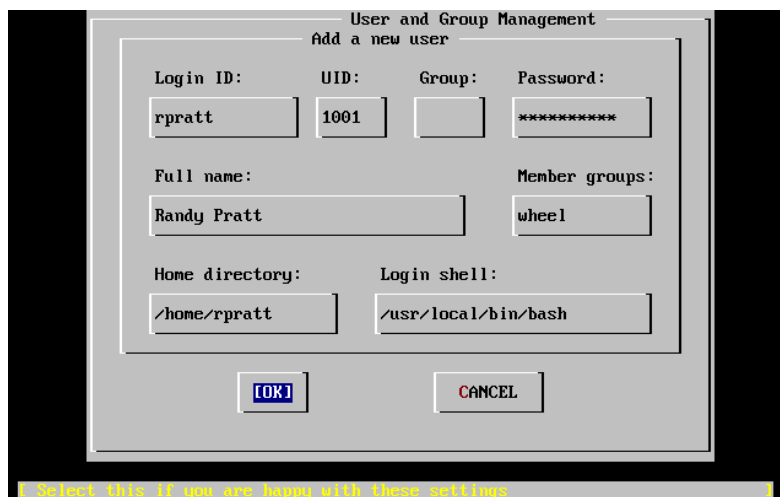 User and Group Management
Add a new user
Login ID: UID: Group: Password:
rpratt 1001 **********
Full name: Member groups:
Randy Pratt wheel
Home directory: Login shell:
/home/rpratt /usr/local/bin/bash
[OK] CANCEL
[ Select this if you are happy with these settings ]